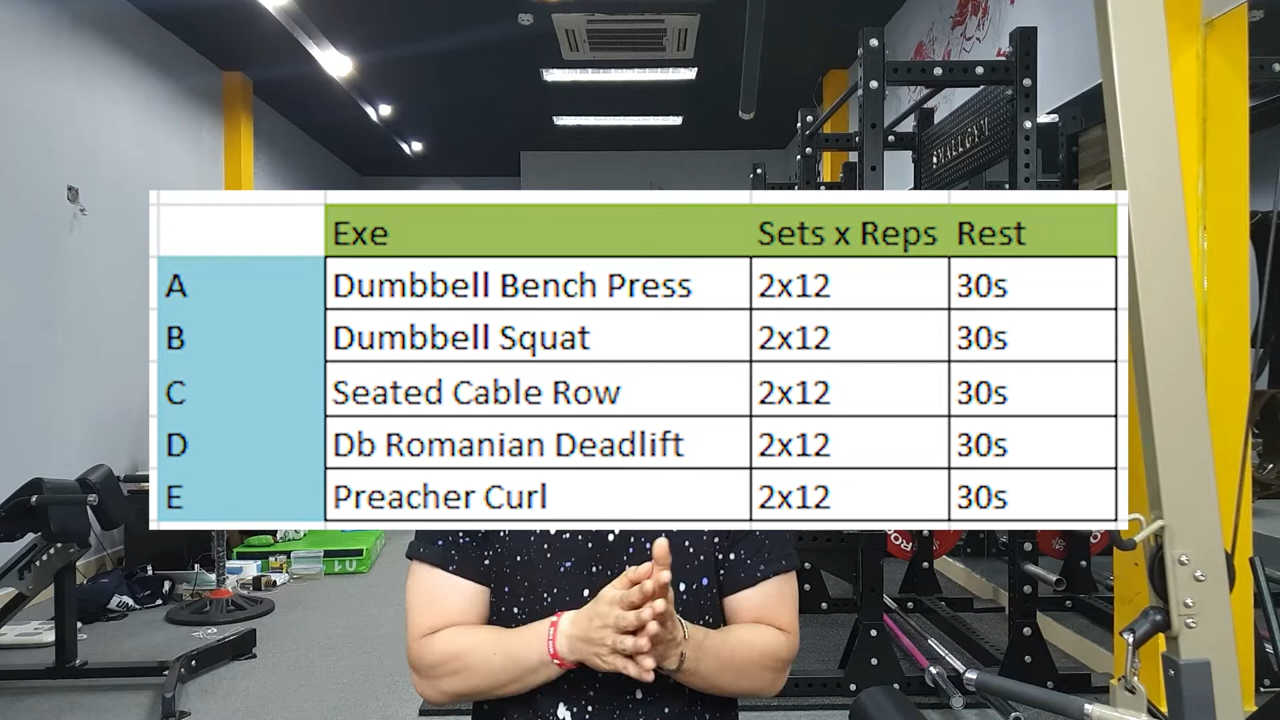 SMALLGYM
Exe Sets x Reps Rest
A Dumbbell Bench Press 2x12 30s
B Dumbbell Squat 2x12 30s
C Seated Cable Row 2x12 30s
D Db Romanian Deadlift 2x12 30s
E Preacher Curl 2x12 30s